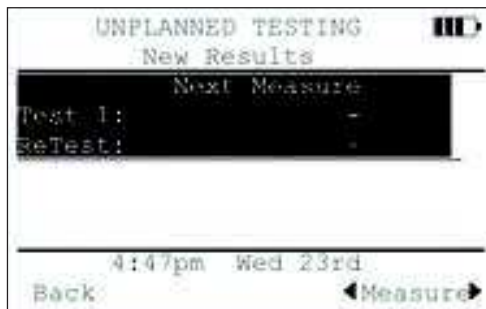 UNPLANNED TESTING
New Results
Next Measure
Test 1: -
ReTest: -
4:47pm Wed 23rd
Back Measure